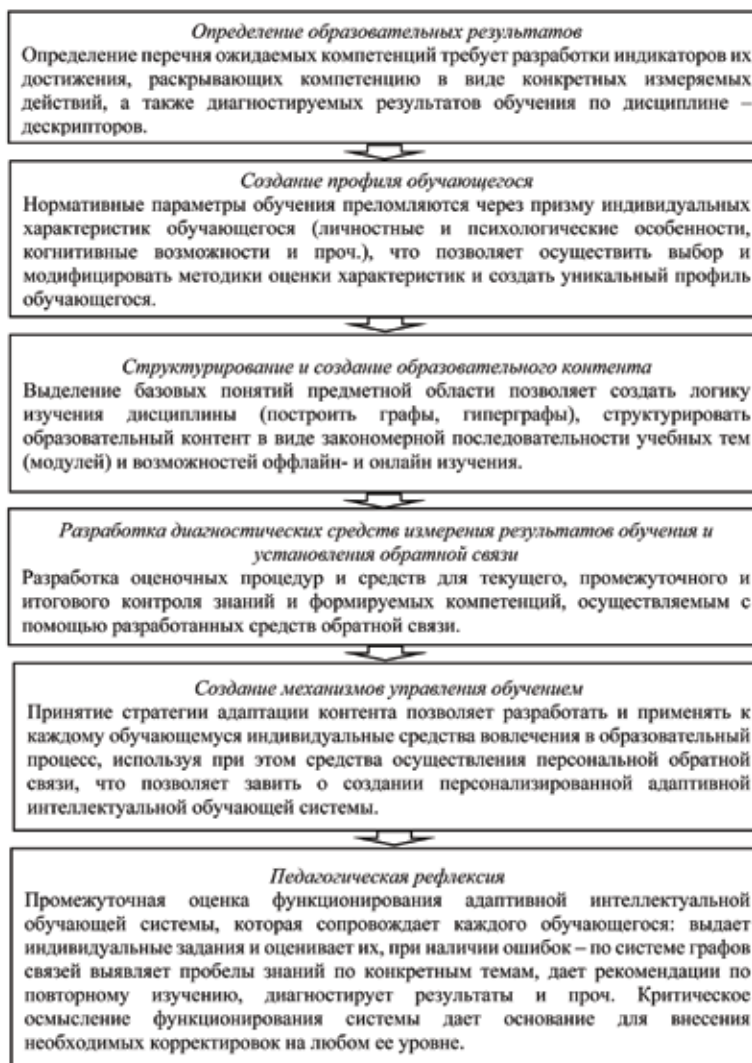 Определение образовательных результатов
Определение перечня ожидаемых компетенций требует разработки индикаторов их
достижения, раскрывающих компетенцию в виде конкретных измеряемых
действий, а также диагностируемых результатов обучения по дисциплине –
дескрипторов.
Создание профиля обучающегося
Нормативные параметры обучения преломляются через призму индивидуальных
характеристик обучающегося (личностные и психологические особенности,
когнитивные возможности и проч.), что позволяет осуществить выбор и
модифицировать методики оценки характеристик и создать уникальный профиль
обучающегося.
Структурирование и создание образовательного контента
Выделение базовых понятий предметной области позволяет создать логику
изучения дисциплины (построить графы, гиперграфы), структурировать
образовательный контент в виде закономерной последовательности учебных тем
(модулей) и возможностей оффлайн- и онлайн изучения.
Разработка диагностических средств измерения результатов обучения и
установления обратной связи
Разработка оценочных процедур и средств для текущего, промежуточного и
итогового контроля знаний и формируемых компетенций, осуществляемым с
помощью разработанных средств обратной связи.
Создание механизмов управления обучением
Принятие стратегии адаптации контента позволяет разработать и применять к
каждому обучающемуся индивидуальные средства вовлечения в образовательный
процесс, используя при этом средства осуществления персональной обратной
связи, что позволяет завить о создании персонализированной адаптивной
интеллектуальной обучающей системы.
Педагогическая рефлексия
Промежуточная оценка функционирования адаптивной интеллектуальной
обучающей системы, которая сопровождает каждого обучающегося: выдает
индивидуальные задания и оценивает их, при наличии ошибок – по системе графов
связей выявляет пробелы знаний по конкретным темам, дает рекомендации по
повторному изучению, диагностирует результаты и проч. Критическое
осмысление функционирования системы дает основание для внесения
необходимых корректировок на любом ее уровне.